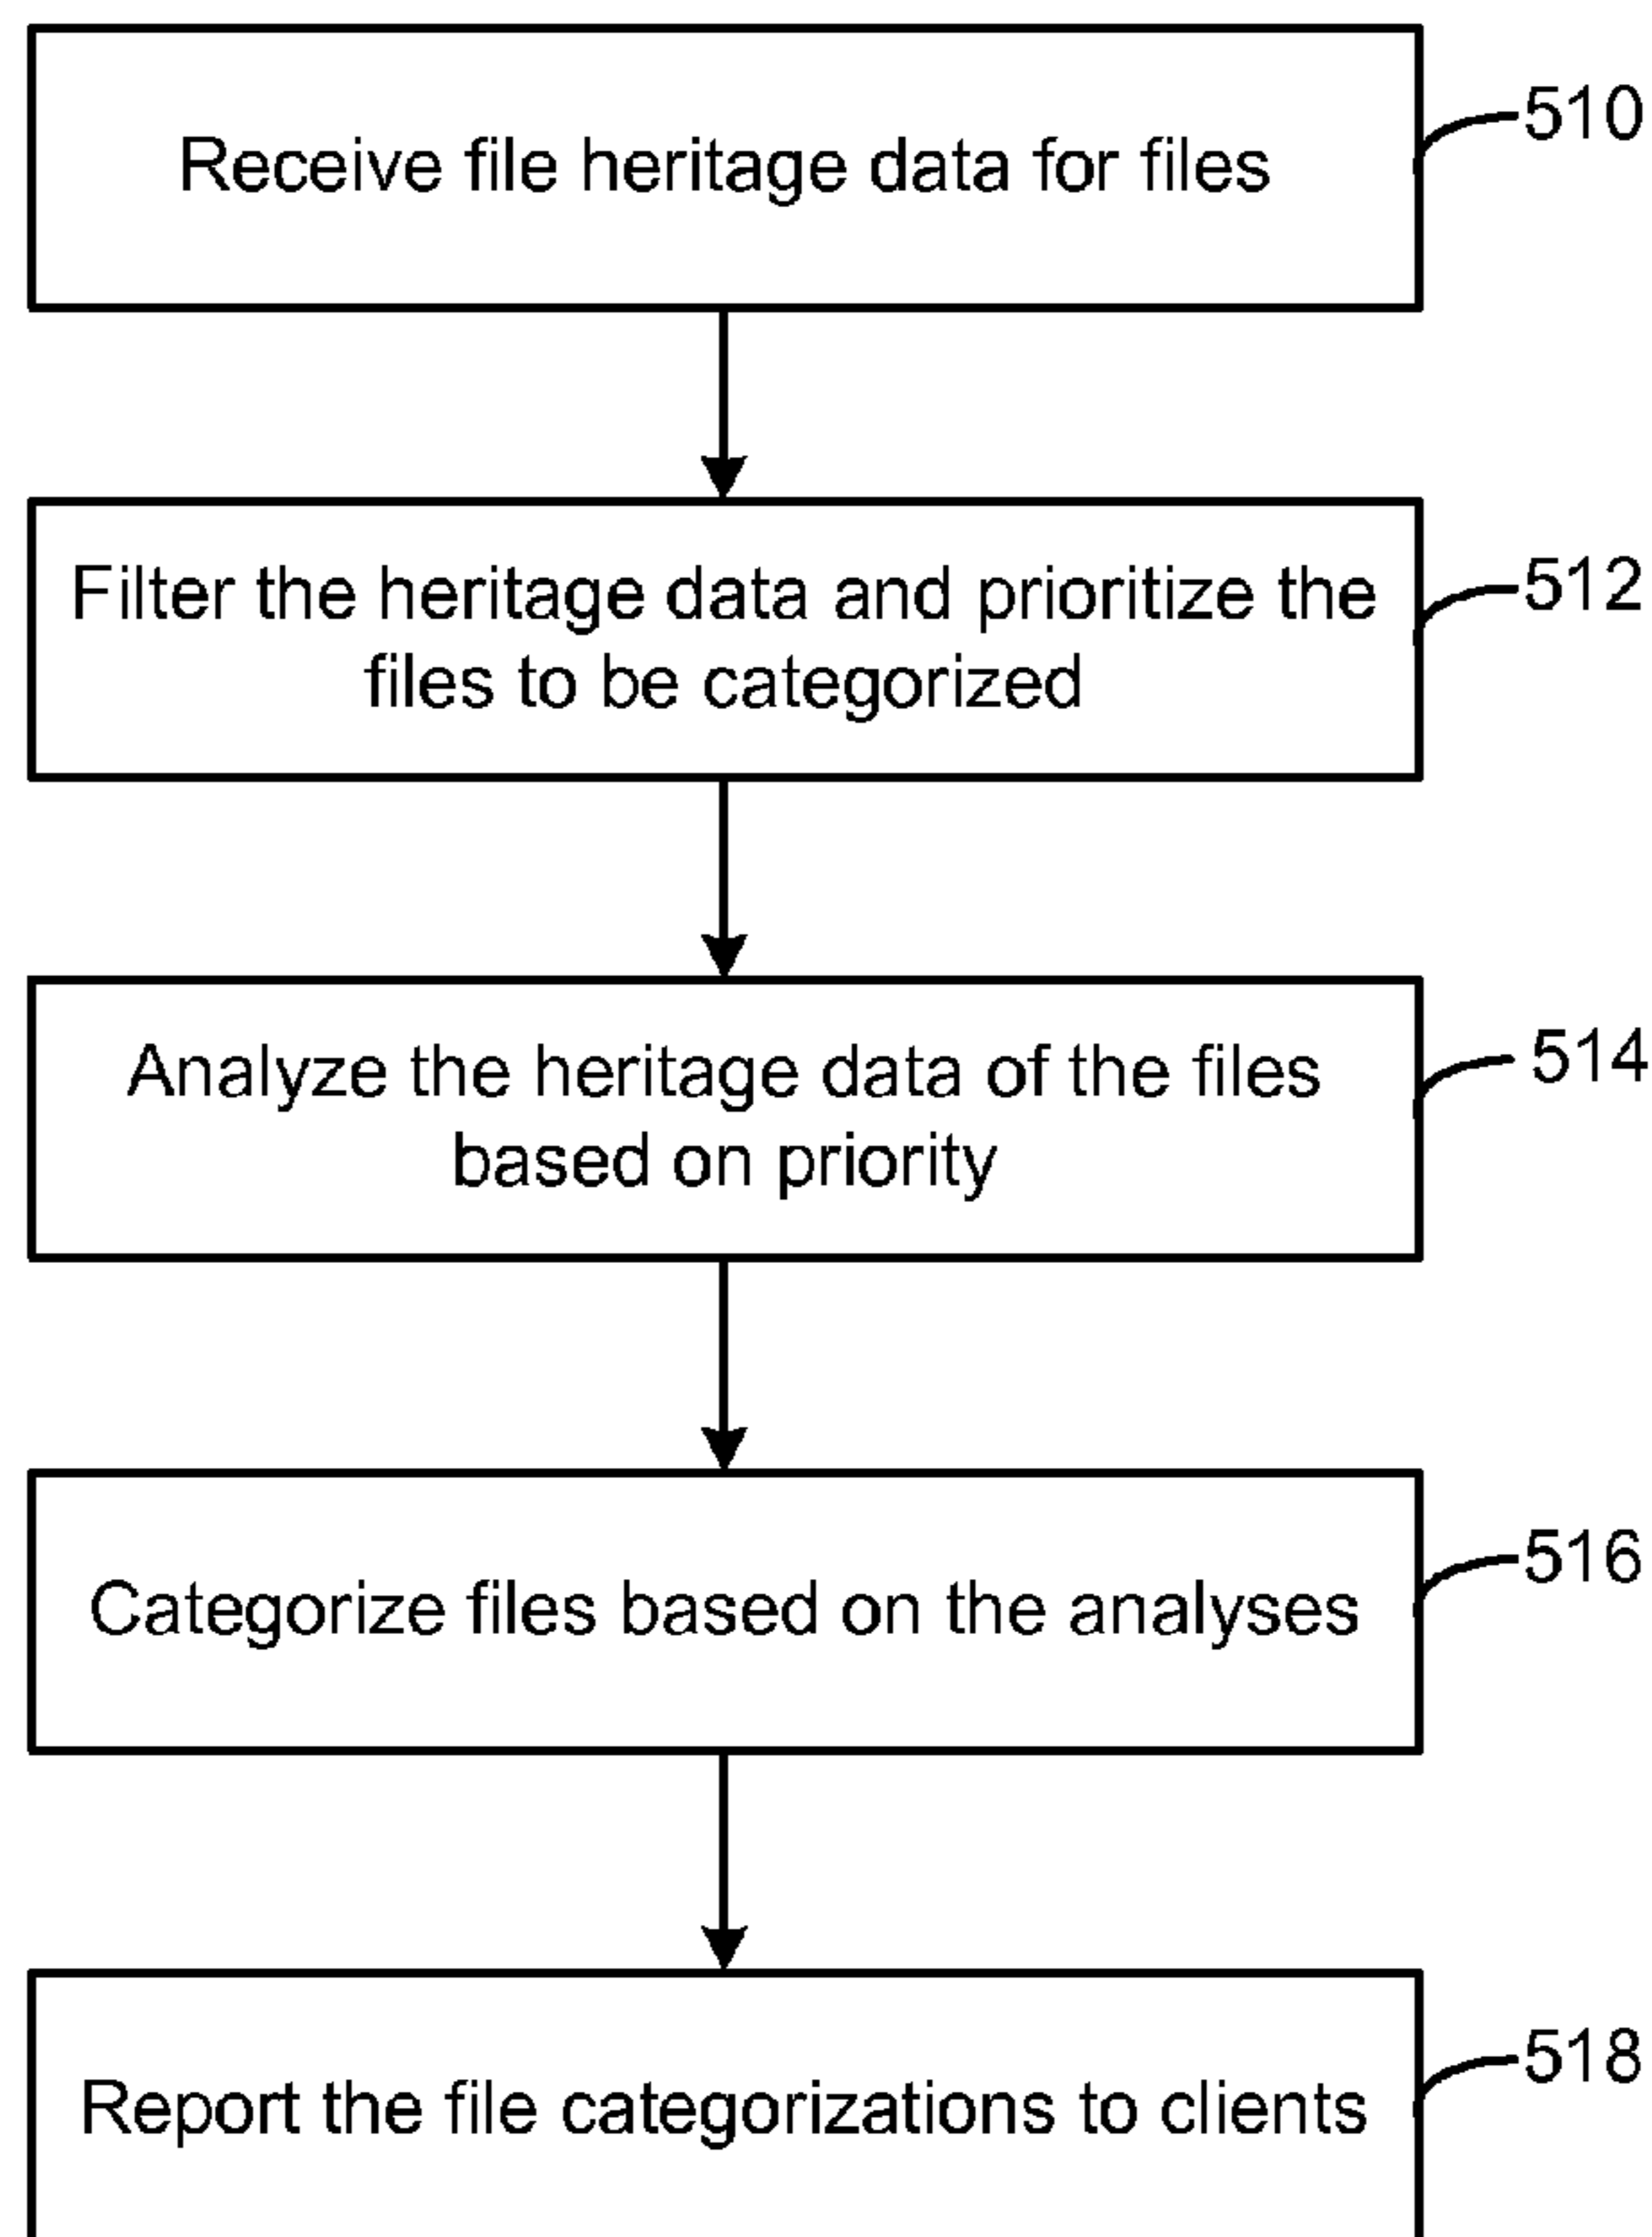 Receive file heritage data for files
510
Filter the heritage data and prioritize the
files to be categorized
512
Analyze the heritage data of the files
based on priority
514
Categorize files based on the analyses
516
Report the file categorizations to clients
518